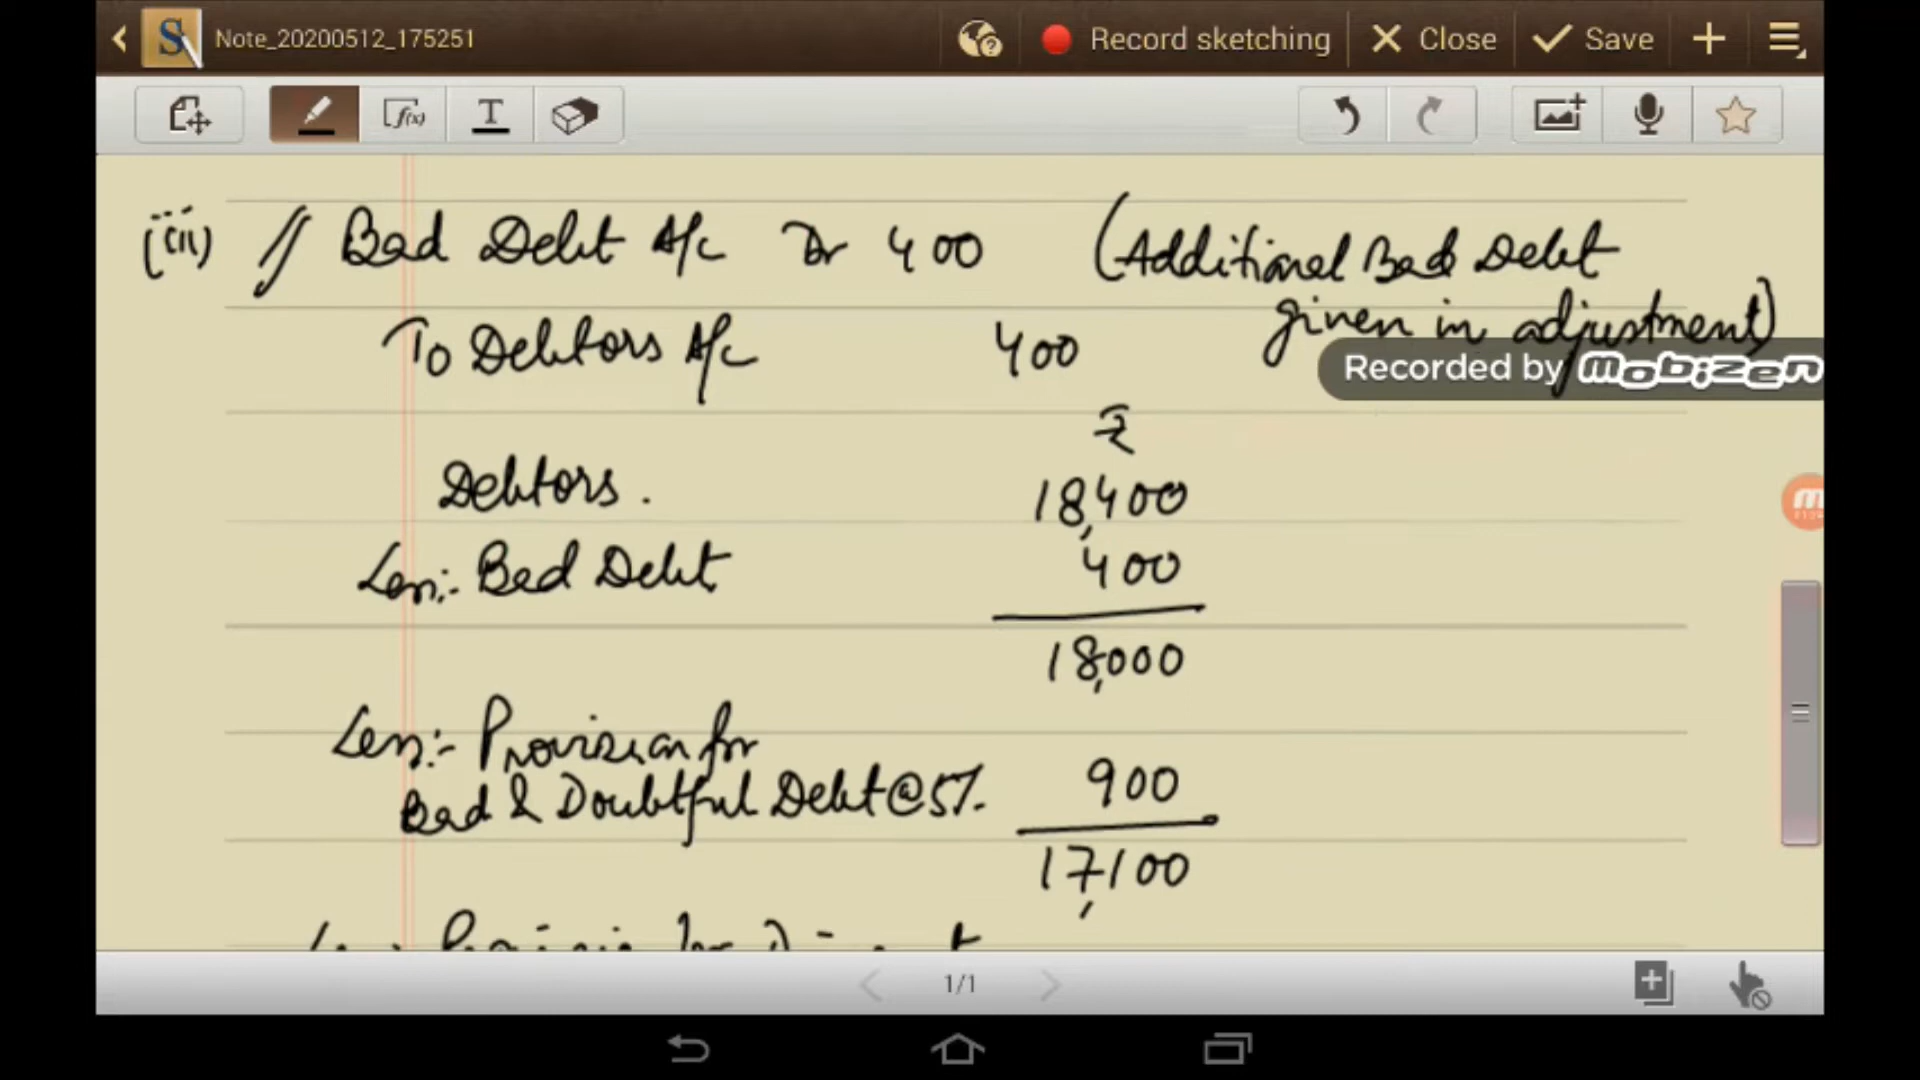 Note_20200512_175251 Record sketching Close Save
f(x) T
(iii) // Bad Debt A/c Dr 400 (Additional Bad Debt
given in adjustment)
To Debtors A/c 400
Recorded by Mobizen
₹
Debtors. 18,400
Less:- Bad Debt 400
18,000
Less:- Provision for
Bad & Doubtful Debt @ 5%. 900
17,100
1/1